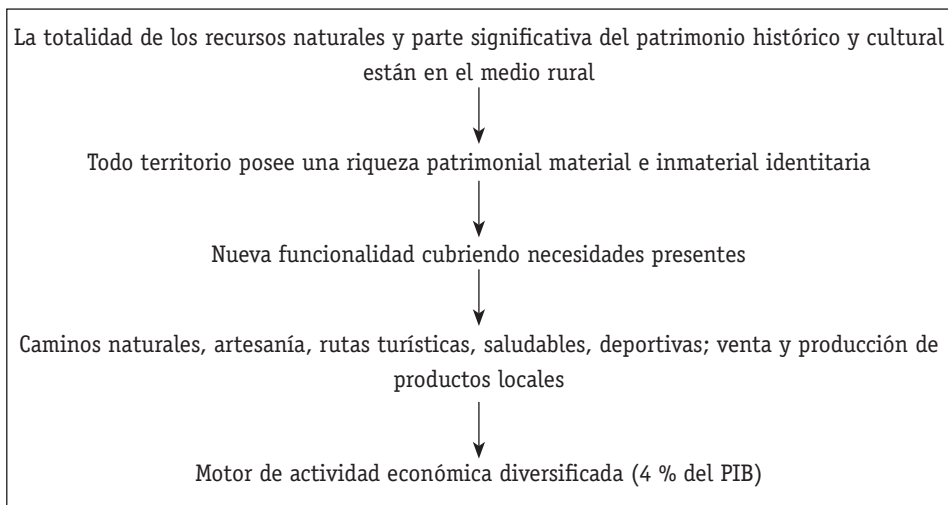 La totalidad de los recursos naturales y parte significativa del patrimonio histórico y cultural
están en el medio rural
Todo territorio posee una riqueza patrimonial material e inmaterial identitaria
Nueva funcionalidad cubriendo necesidades presentes
Caminos naturales, artesanía, rutas turísticas, saludables, deportivas; venta y producción de
productos locales
Motor de actividad económica diversificada (4 % del PIB)